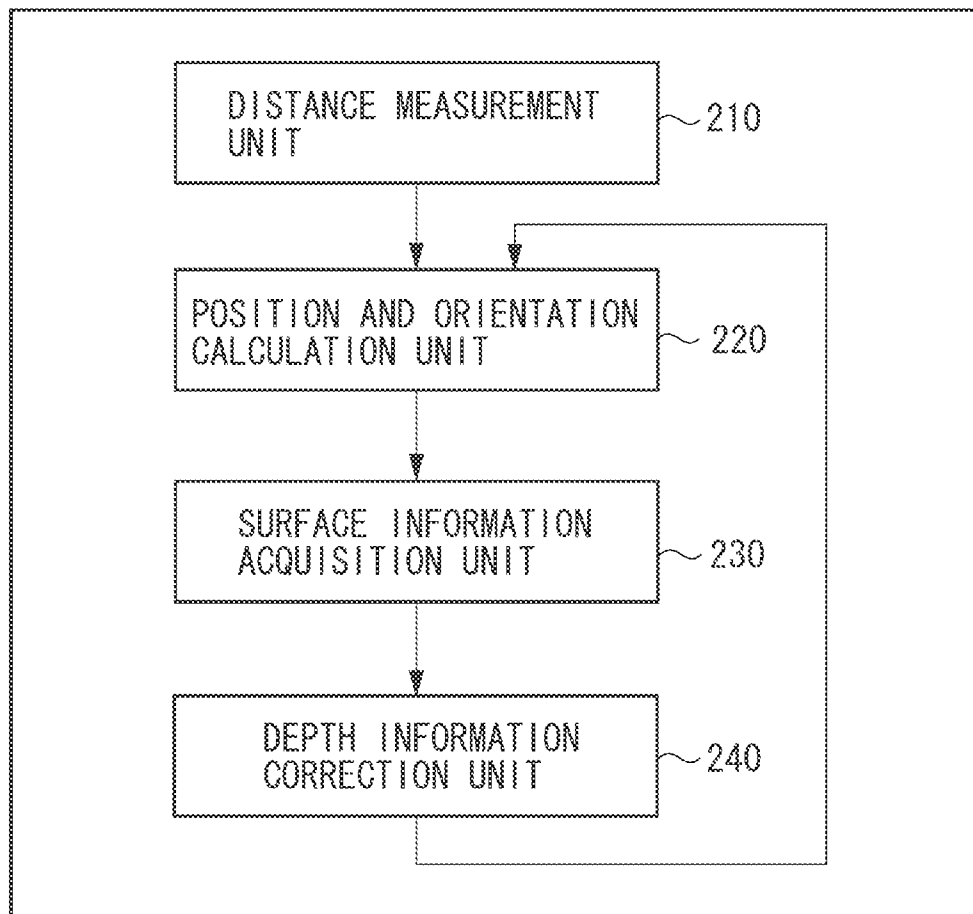 DISTANCE MEASUREMENT
UNIT
210
POSITION AND ORIENTATION
CALCULATION UNIT
220
SURFACE INFORMATION
ACQUISITION UNIT
230
DEPTH INFORMATION
CORRECTION UNIT
240